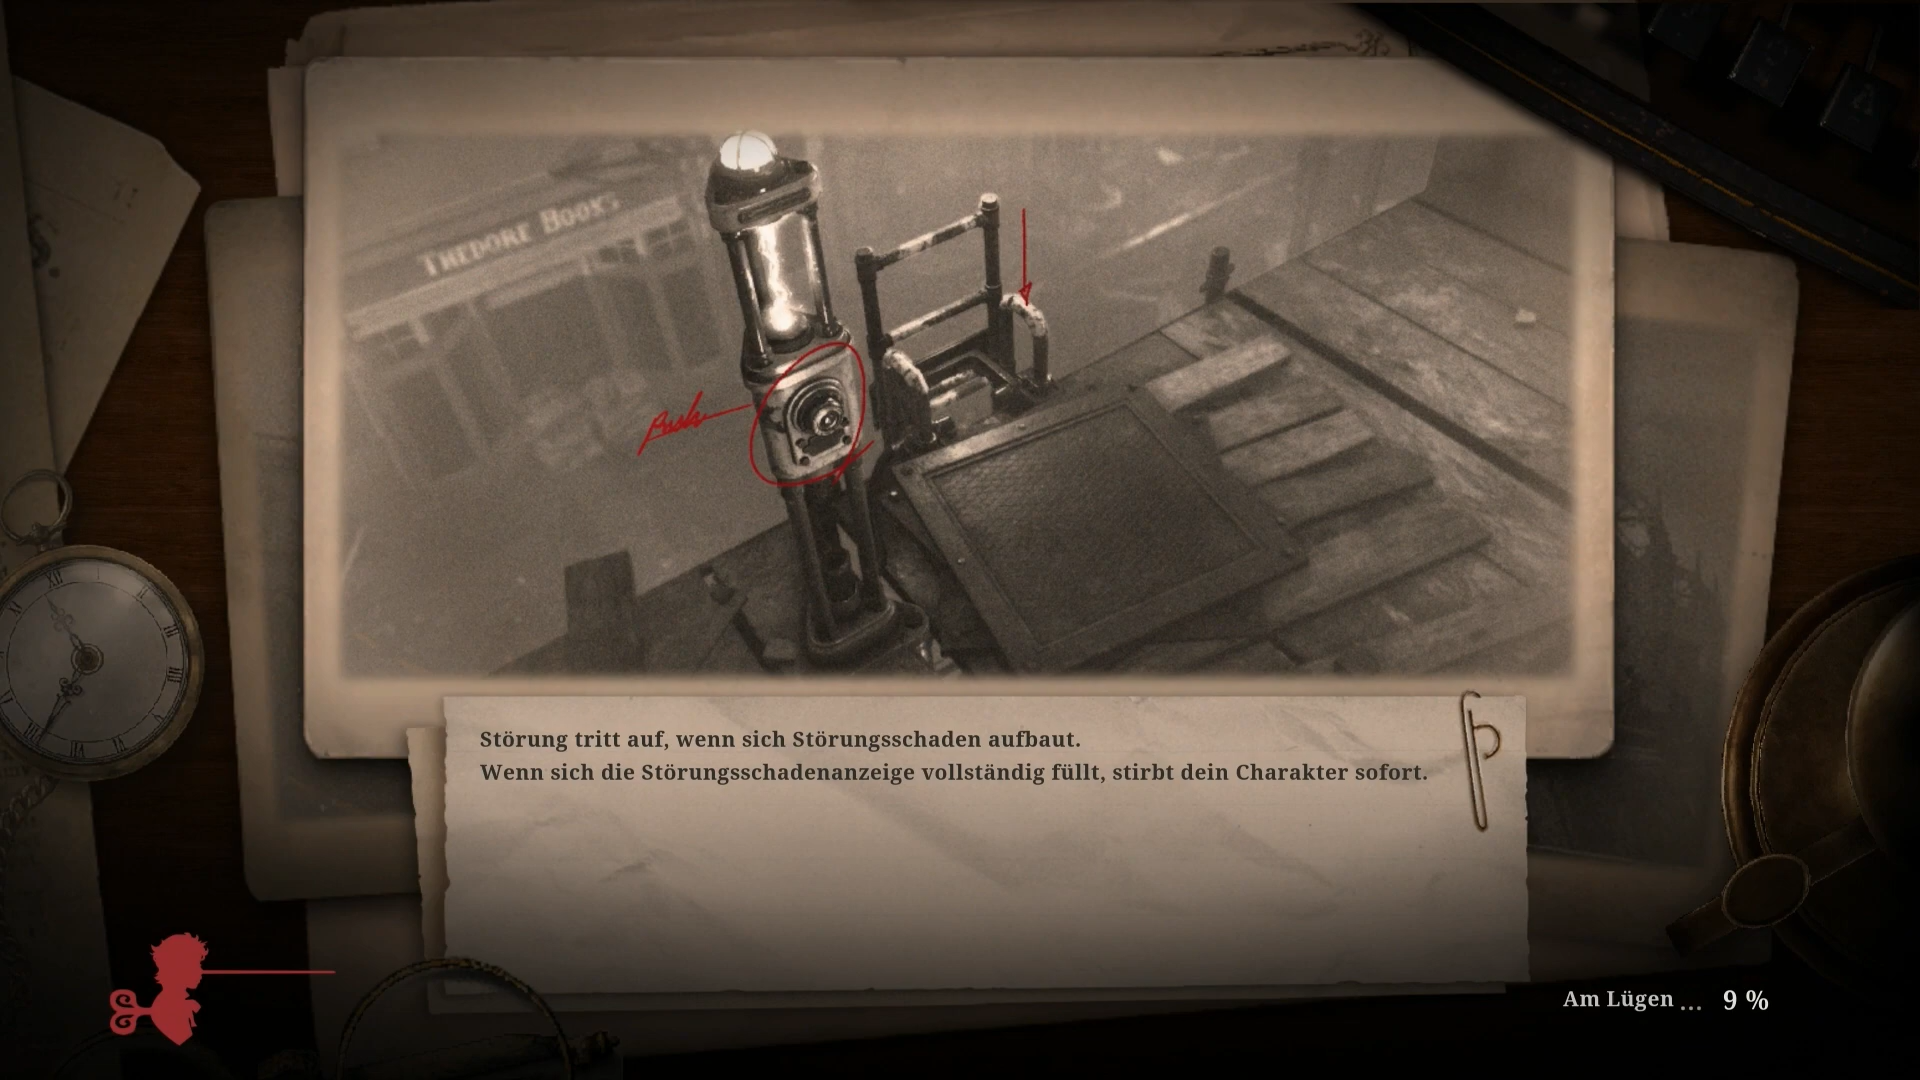 THEDORE BOOKS
Push
Störung tritt auf, wenn sich Störungsschaden aufbaut.
Wenn sich die Störungsschadenanzeige vollständig füllt, stirbt dein Charakter sofort.
Am Lügen ... 9 %